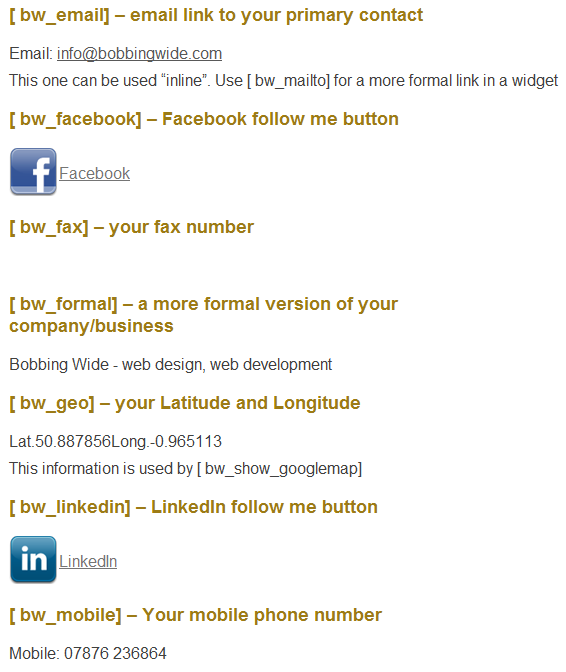 [ bw_email] – email link to your primary contact
Email: info@bobbingwide.com
This one can be used “inline”. Use [ bw_mailto] for a more formal link in a widget
[ bw_facebook] – Facebook follow me button
f Facebook
[ bw_fax] – your fax number
[ bw_formal] – a more formal version of your
company/business
Bobbing Wide - web design, web development
[ bw_geo] – your Latitude and Longitude
Lat.50.887856Long.-0.965113
This information is used by [ bw_show_googlemap]
[ bw_linkedin] – LinkedIn follow me button
in LinkedIn
[ bw_mobile] – Your mobile phone number
Mobile: 07876 236864